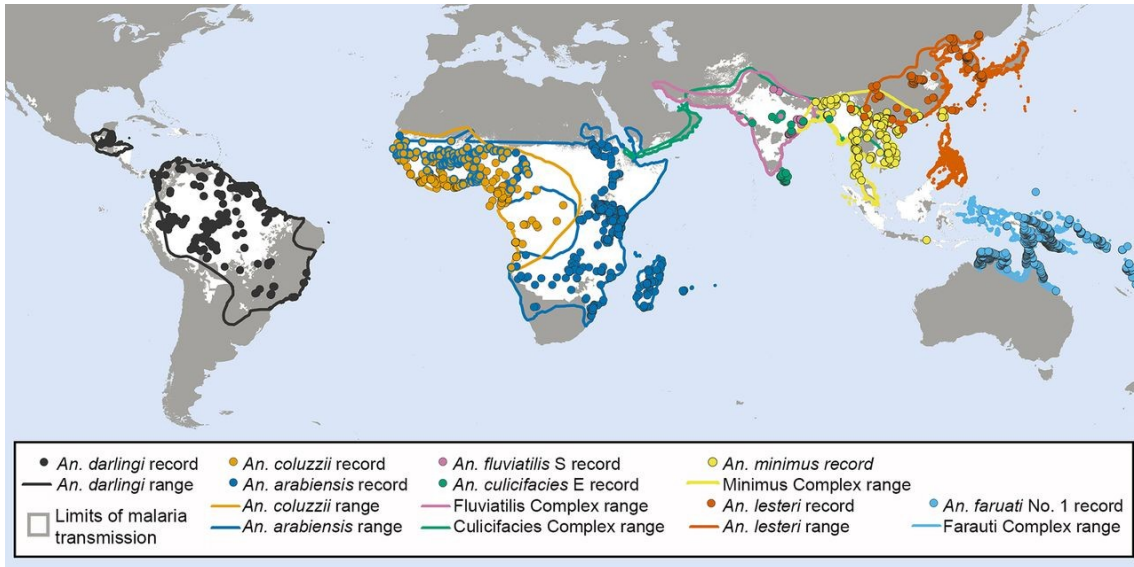 An. darlingi record
An. darlingi range
Limits of malaria
transmission
An. coluzzii record
An. arabiensis record
An. coluzzii range
An. arabiensis range
An. fluviatilis S record
An. culicifacies E record
Fluviatilis Complex range
Culicifacies Complex range
An. minimus record
Minimus Complex range
An. lesteri record
An. lesteri range
An. faruati No. 1 record
Farauti Complex range